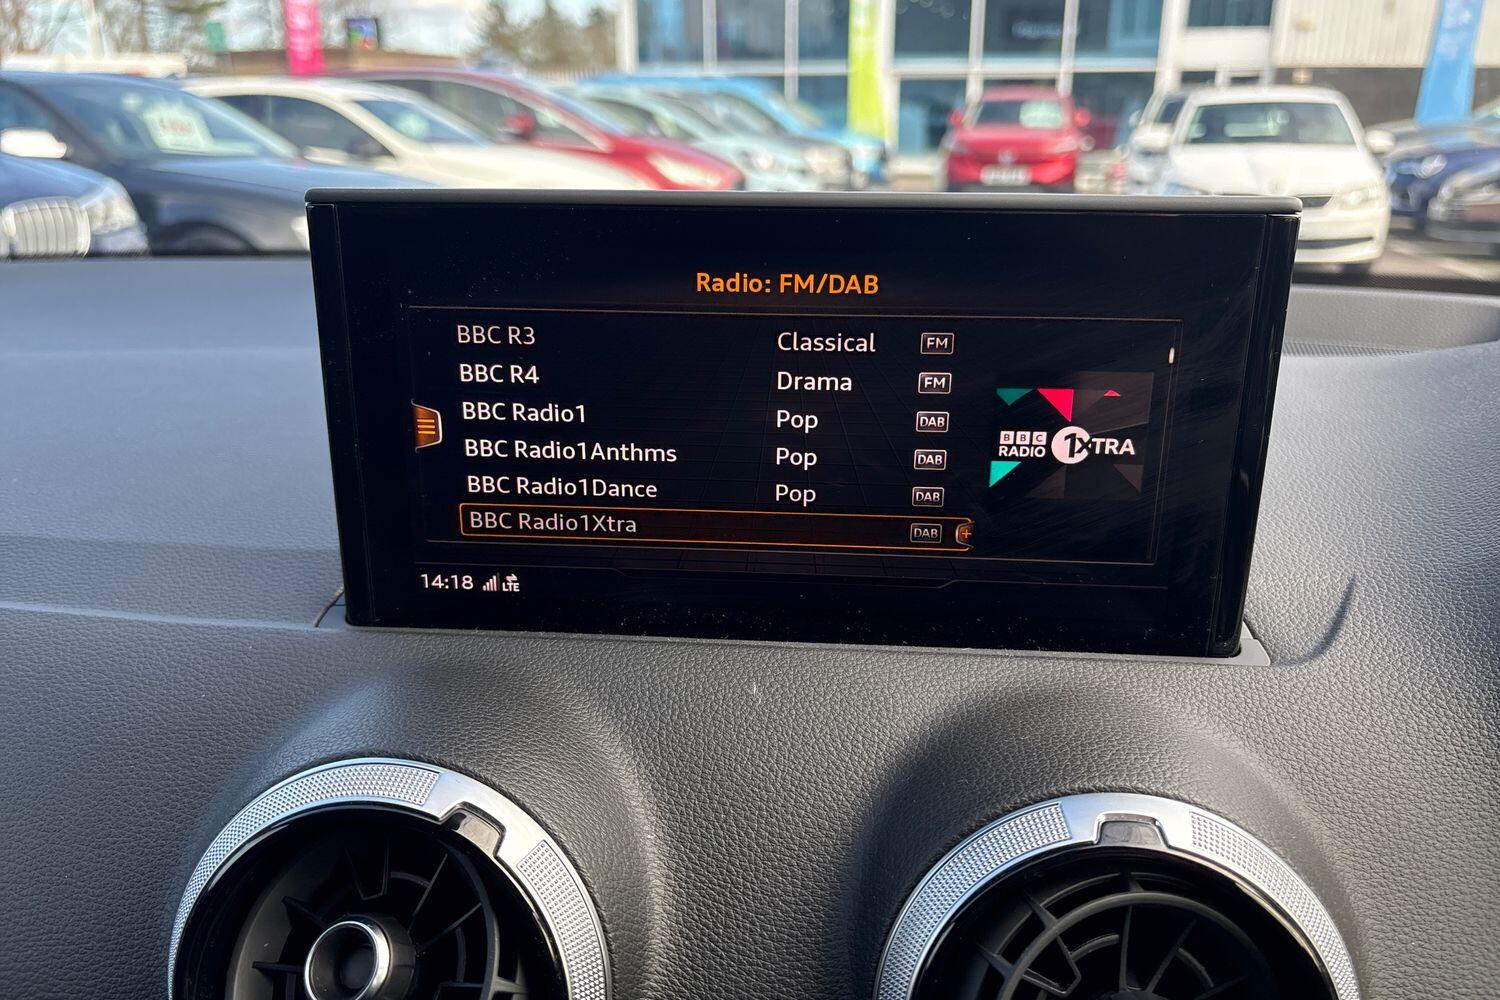 Radio: FM/DAB
BBC R3 Classical FM
BBC R4 Drama FM
BBC Radio1 Pop DAB
BBC Radio1Anthms Pop DAB
BBC Radio1Dance Pop DAB
BBC Radio1Xtra DAB +
BBC
RADIO 1XTRA
14:18 LTE